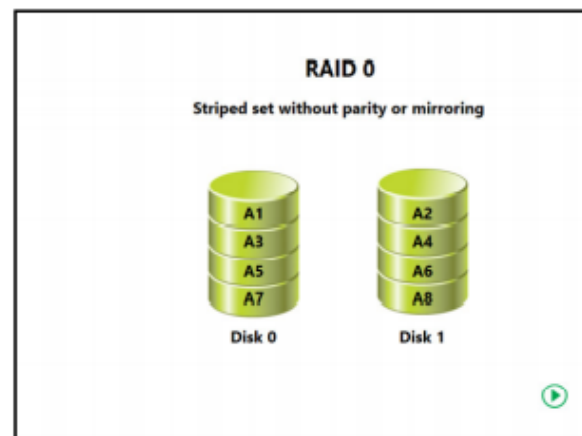 RAID 0
Striped set without parity or mirroring
A1 A2
A3 A4
A5 A6
A7 A8
Disk 0 Disk 1